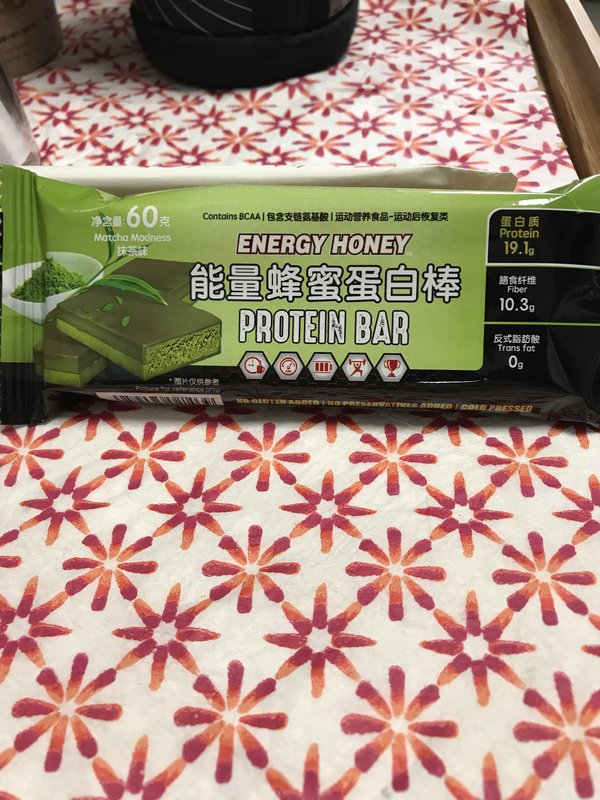 净含量:60克
Matcha Madness
抹茶味
Contains BCAA | 包含支链氨基酸 | 运动营养食品-运动后恢复类
ENERGY HONEY
能量蜂蜜蛋白棒
PROTEIN BAR
* 图片仅供参考
Picture for reference only
NO GLUTEN ADDED | NO PRESERVATIVES ADDED | COLD PRESSED
蛋白质
Protein
19.1g
膳食纤维
Fiber
10.3g
反式脂肪酸
Trans fat
0g